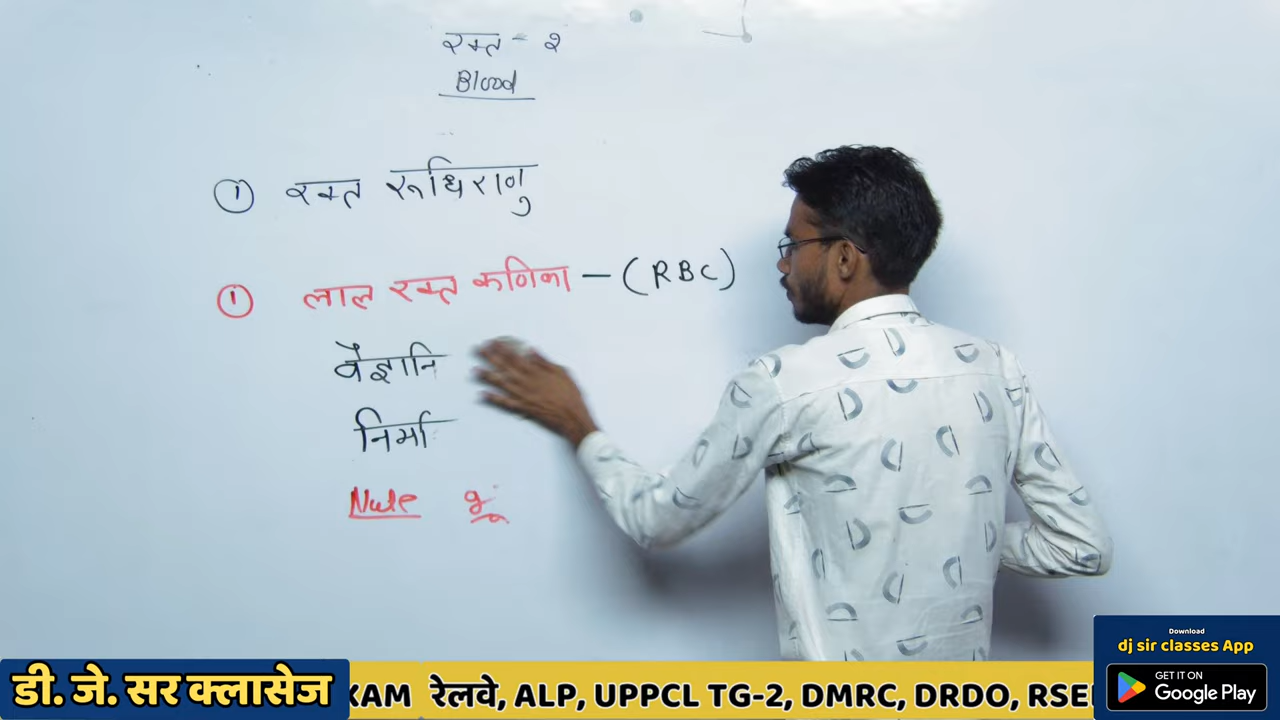 रक्त - २
Blood
① रक्त रूधिराणु
① लाल रक्त कणिका - (RBC)
वैज्ञानि
निर्मा
Note
डी. जे. सर क्लासेज
XAM रेलवे, ALP, UPPCL TG-2, DMRC, DRDO, RSE
Download
dj sir classes App
GET IT ON
Google Play